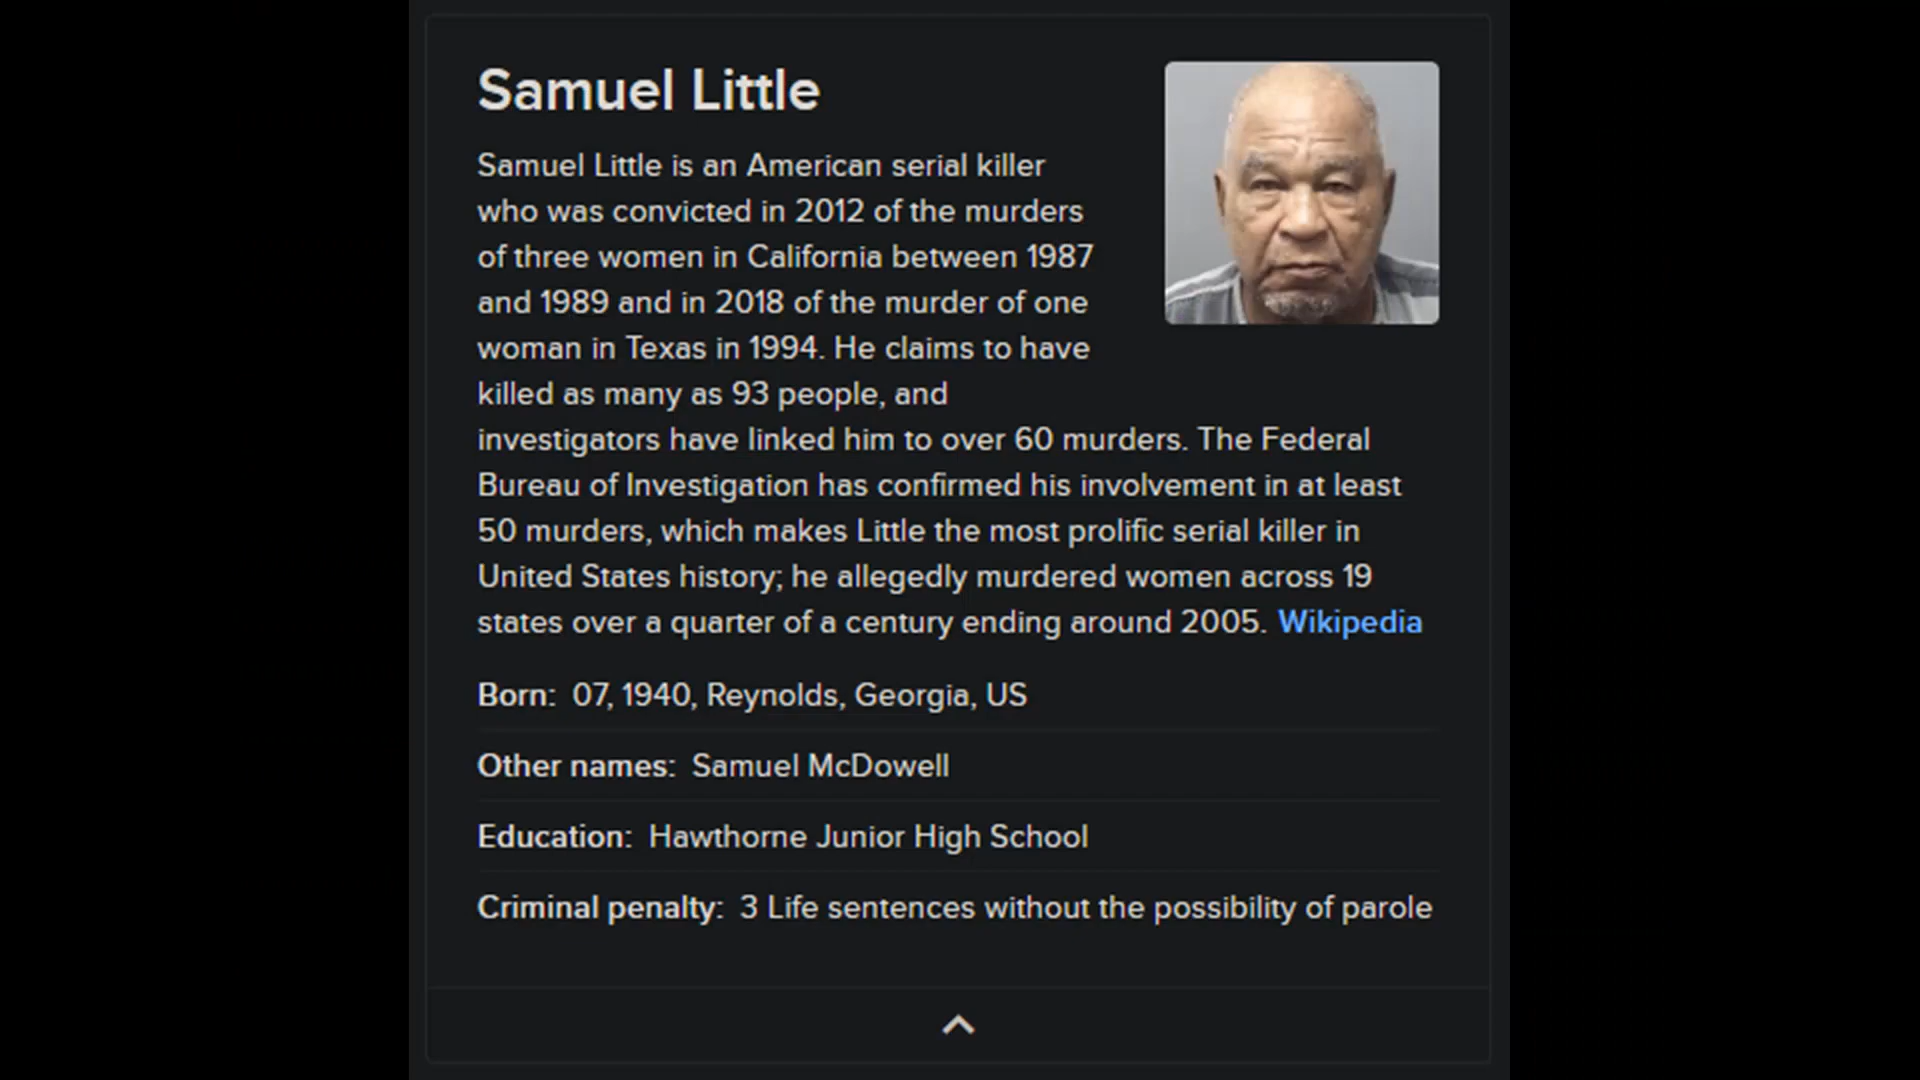 Samuel Little
Samuel Little is an American serial killer
who was convicted in 2012 of the murders
of three women in California between 1987
and 1989 and in 2018 of the murder of one
woman in Texas in 1994. He claims to have
killed as many as 93 people, and
investigators have linked him to over 60 murders. The Federal
Bureau of Investigation has confirmed his involvement in at least
50 murders, which makes Little the most prolific serial killer in
United States history; he allegedly murdered women across 19
states over a quarter of a century ending around 2005. Wikipedia
Born: 07, 1940, Reynolds, Georgia, US
Other names: Samuel McDowell
Education: Hawthorne Junior High School
Criminal penalty: 3 Life sentences without the possibility of parole